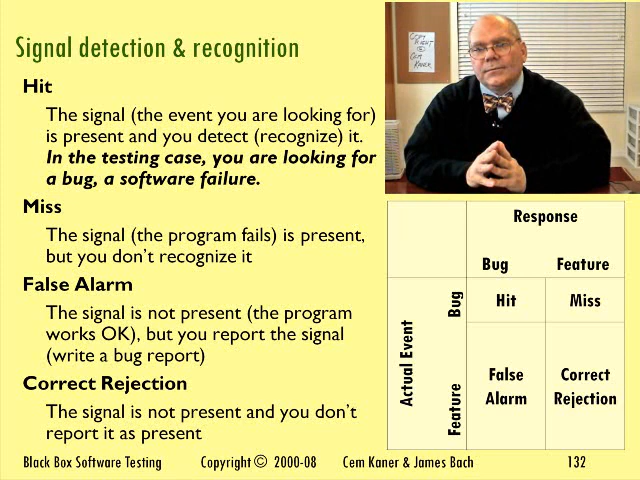 Signal detection & recognition
Hit
The signal (the event you are looking for)
is present and you detect (recognize) it.
In the testing case, you are looking for
a bug, a software failure.
Miss
The signal (the program fails) is present,
but you don't recognize it
False Alarm
The signal is not present (the program
works OK), but you report the signal
(write a bug report)
Correct Rejection
The signal is not present and you don't
report it as present
COPY
RIGHT
©
CEM
KANER
Response
Bug Feature
Actual Event
Bug
Hit Miss
Feature
False
Alarm
Correct
Rejection
Black Box Software Testing Copyright © 2000-08 Cem Kaner & James Bach 132